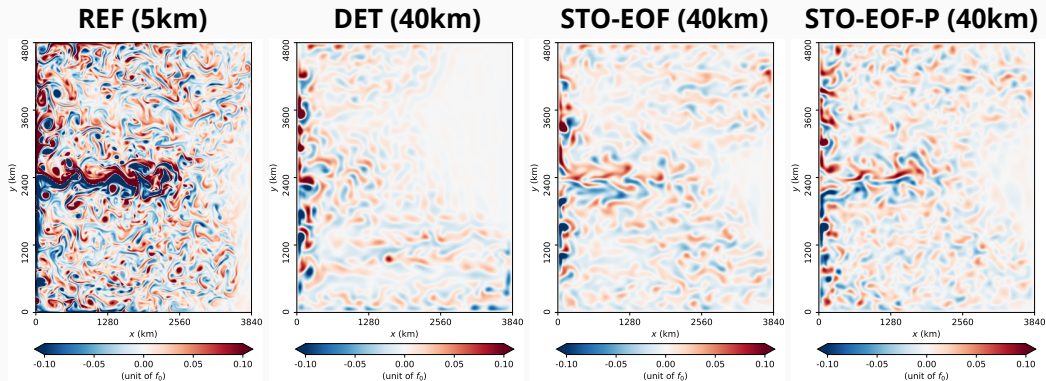 REF (5km)
DET (40km)
STO-EOF (40km)
STO-EOF-P (40km)
4800
3600
2400
1200
0
y (km)
0 1280 2560 3840
x (km)
-0.10 -0.05 0.00 0.05 0.10
(unit of f0)
4800
3600
2400
1200
0
y (km)
0 1280 2560 3840
x (km)
-0.10 -0.05 0.00 0.05 0.10
(unit of f0)
4800
3600
2400
1200
0
y (km)
0 1280 2560 3840
x (km)
-0.10 -0.05 0.00 0.05 0.10
(unit of f0)
4800
3600
2400
1200
0
y (km)
0 1280 2560 3840
x (km)
-0.10 -0.05 0.00 0.05 0.10
(unit of f0)